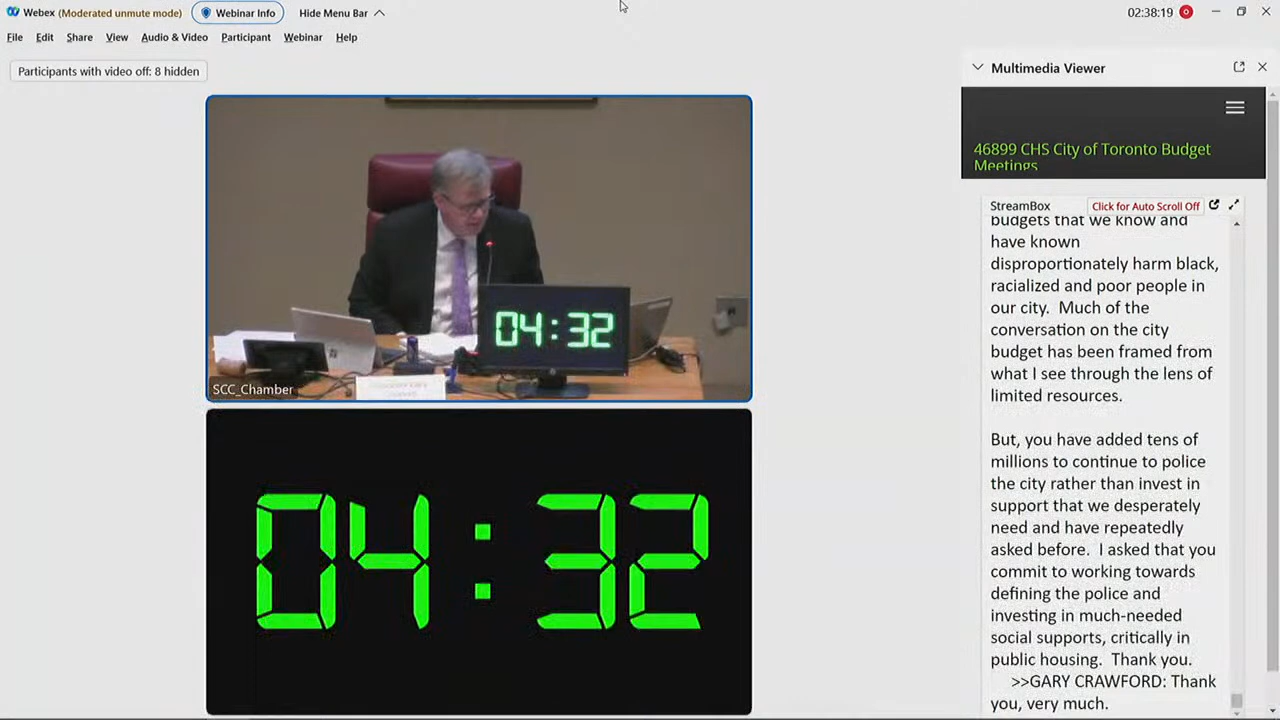 Webex (Moderated unmute mode) Webinar Info Hide Menu Bar 02:38:19
File Edit Share View Audio & Video Participant Webinar Help
Participants with video off: 8 hidden
Multimedia Viewer
46899 CHS City of Toronto Budget
Meetings
StreamBox Click for Auto Scroll Off
budgets that we know and
have known
disproportionately harm black,
racialized and poor people in
our city. Much of the
conversation on the city
budget has been framed from
what I see through the lens of
limited resources.
But, you have added tens of
millions to continue to police
the city rather than invest in
support that we desperately
need and have repeatedly
asked before. I asked that you
commit to working towards
defining the police and
investing in much-needed
social supports, critically in
public housing. Thank you.
>>GARY CRAWFORD: Thank
you, very much.
04:32
SCC_Chamber
04:32